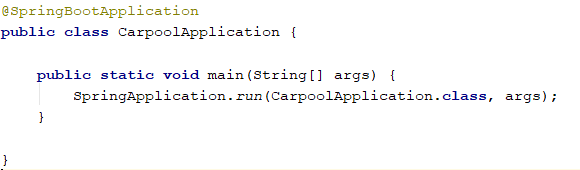 @SpringBootApplication
public class CarpoolApplication {
public static void main(String[] args) {
SpringApplication.run(CarpoolApplication.class, args);
}
}